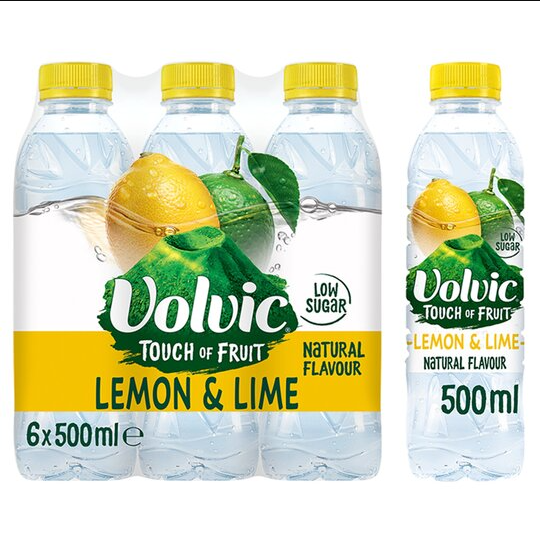 Volvic®
TOUCH OF FRUIT
LOW
SUGAR
NATURAL
FLAVOUR
LEMON & LIME
6x500ml℮
LOW
SUGAR
Volvic
TOUCH OF FRUIT
LEMON & LIME
NATURAL FLAVOUR
500ml